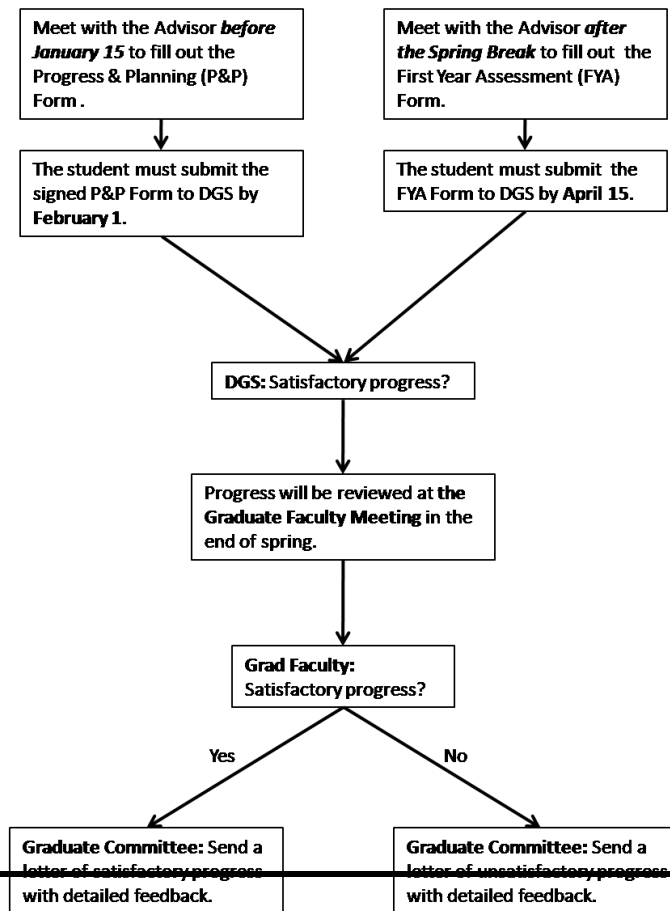 Meet with the Advisor before
January 15 to fill out the
Progress & Planning (P&P)
Form .
Meet with the Advisor after
the Spring Break to fill out the
First Year Assessment (FYA)
Form.
The student must submit the
signed P&P Form to DGS by
February 1.
The student must submit the
FYA Form to DGS by April 15.
DGS: Satisfactory progress?
Progress will be reviewed at the
Graduate Faculty Meeting in the
end of spring.
Grad Faculty:
Satisfactory progress?
Yes
No
Graduate Committee: Send a
letter of satisfactory progress
with detailed feedback.
Graduate Committee: Send a
letter of unsatisfactory progress
with detailed feedback.